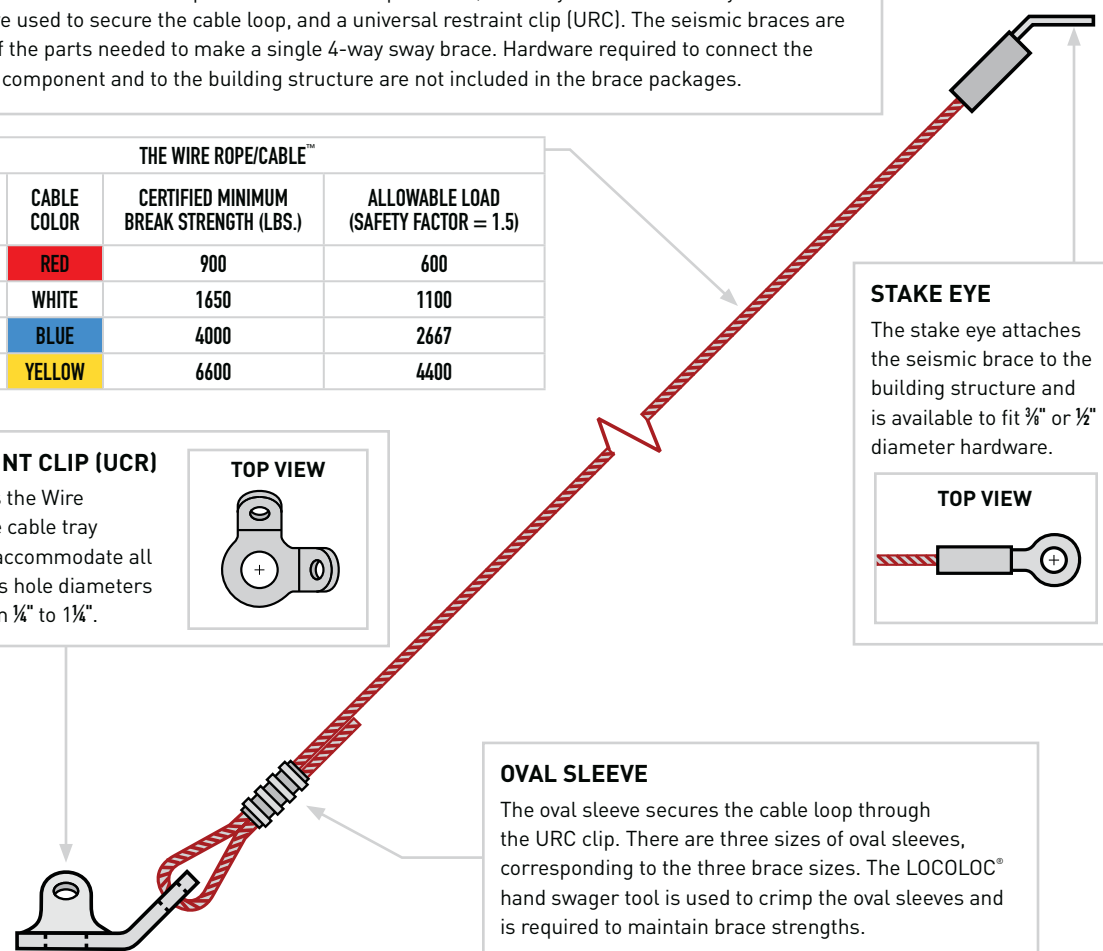 re used to secure the cable loop, and a universal restraint clip (URC). The seismic braces are
f the parts needed to make a single 4-way sway brace. Hardware required to connect the
component and to the building structure are not included in the brace packages.
THE WIRE ROPE/CABLE™
CABLE COLOR
CERTIFIED MINIMUM BREAK STRENGTH (LBS.)
ALLOWABLE LOAD (SAFETY FACTOR = 1.5)
RED 900 600
WHITE 1650 1100
BLUE 4000 2667
YELLOW 6600 4400
STAKE EYE
The stake eye attaches
the seismic brace to the
building structure and
is available to fit ⅜" or ½"
diameter hardware.
TOP VIEW
NT CLIP (UCR)
s the Wire
e cable tray
accommodate all
s hole diameters
n ¼" to 1¼".
TOP VIEW
OVAL SLEEVE
The oval sleeve secures the cable loop through
the URC clip. There are three sizes of oval sleeves,
corresponding to the three brace sizes. The LOCOLOC®
hand swager tool is used to crimp the oval sleeves and
is required to maintain brace strengths.